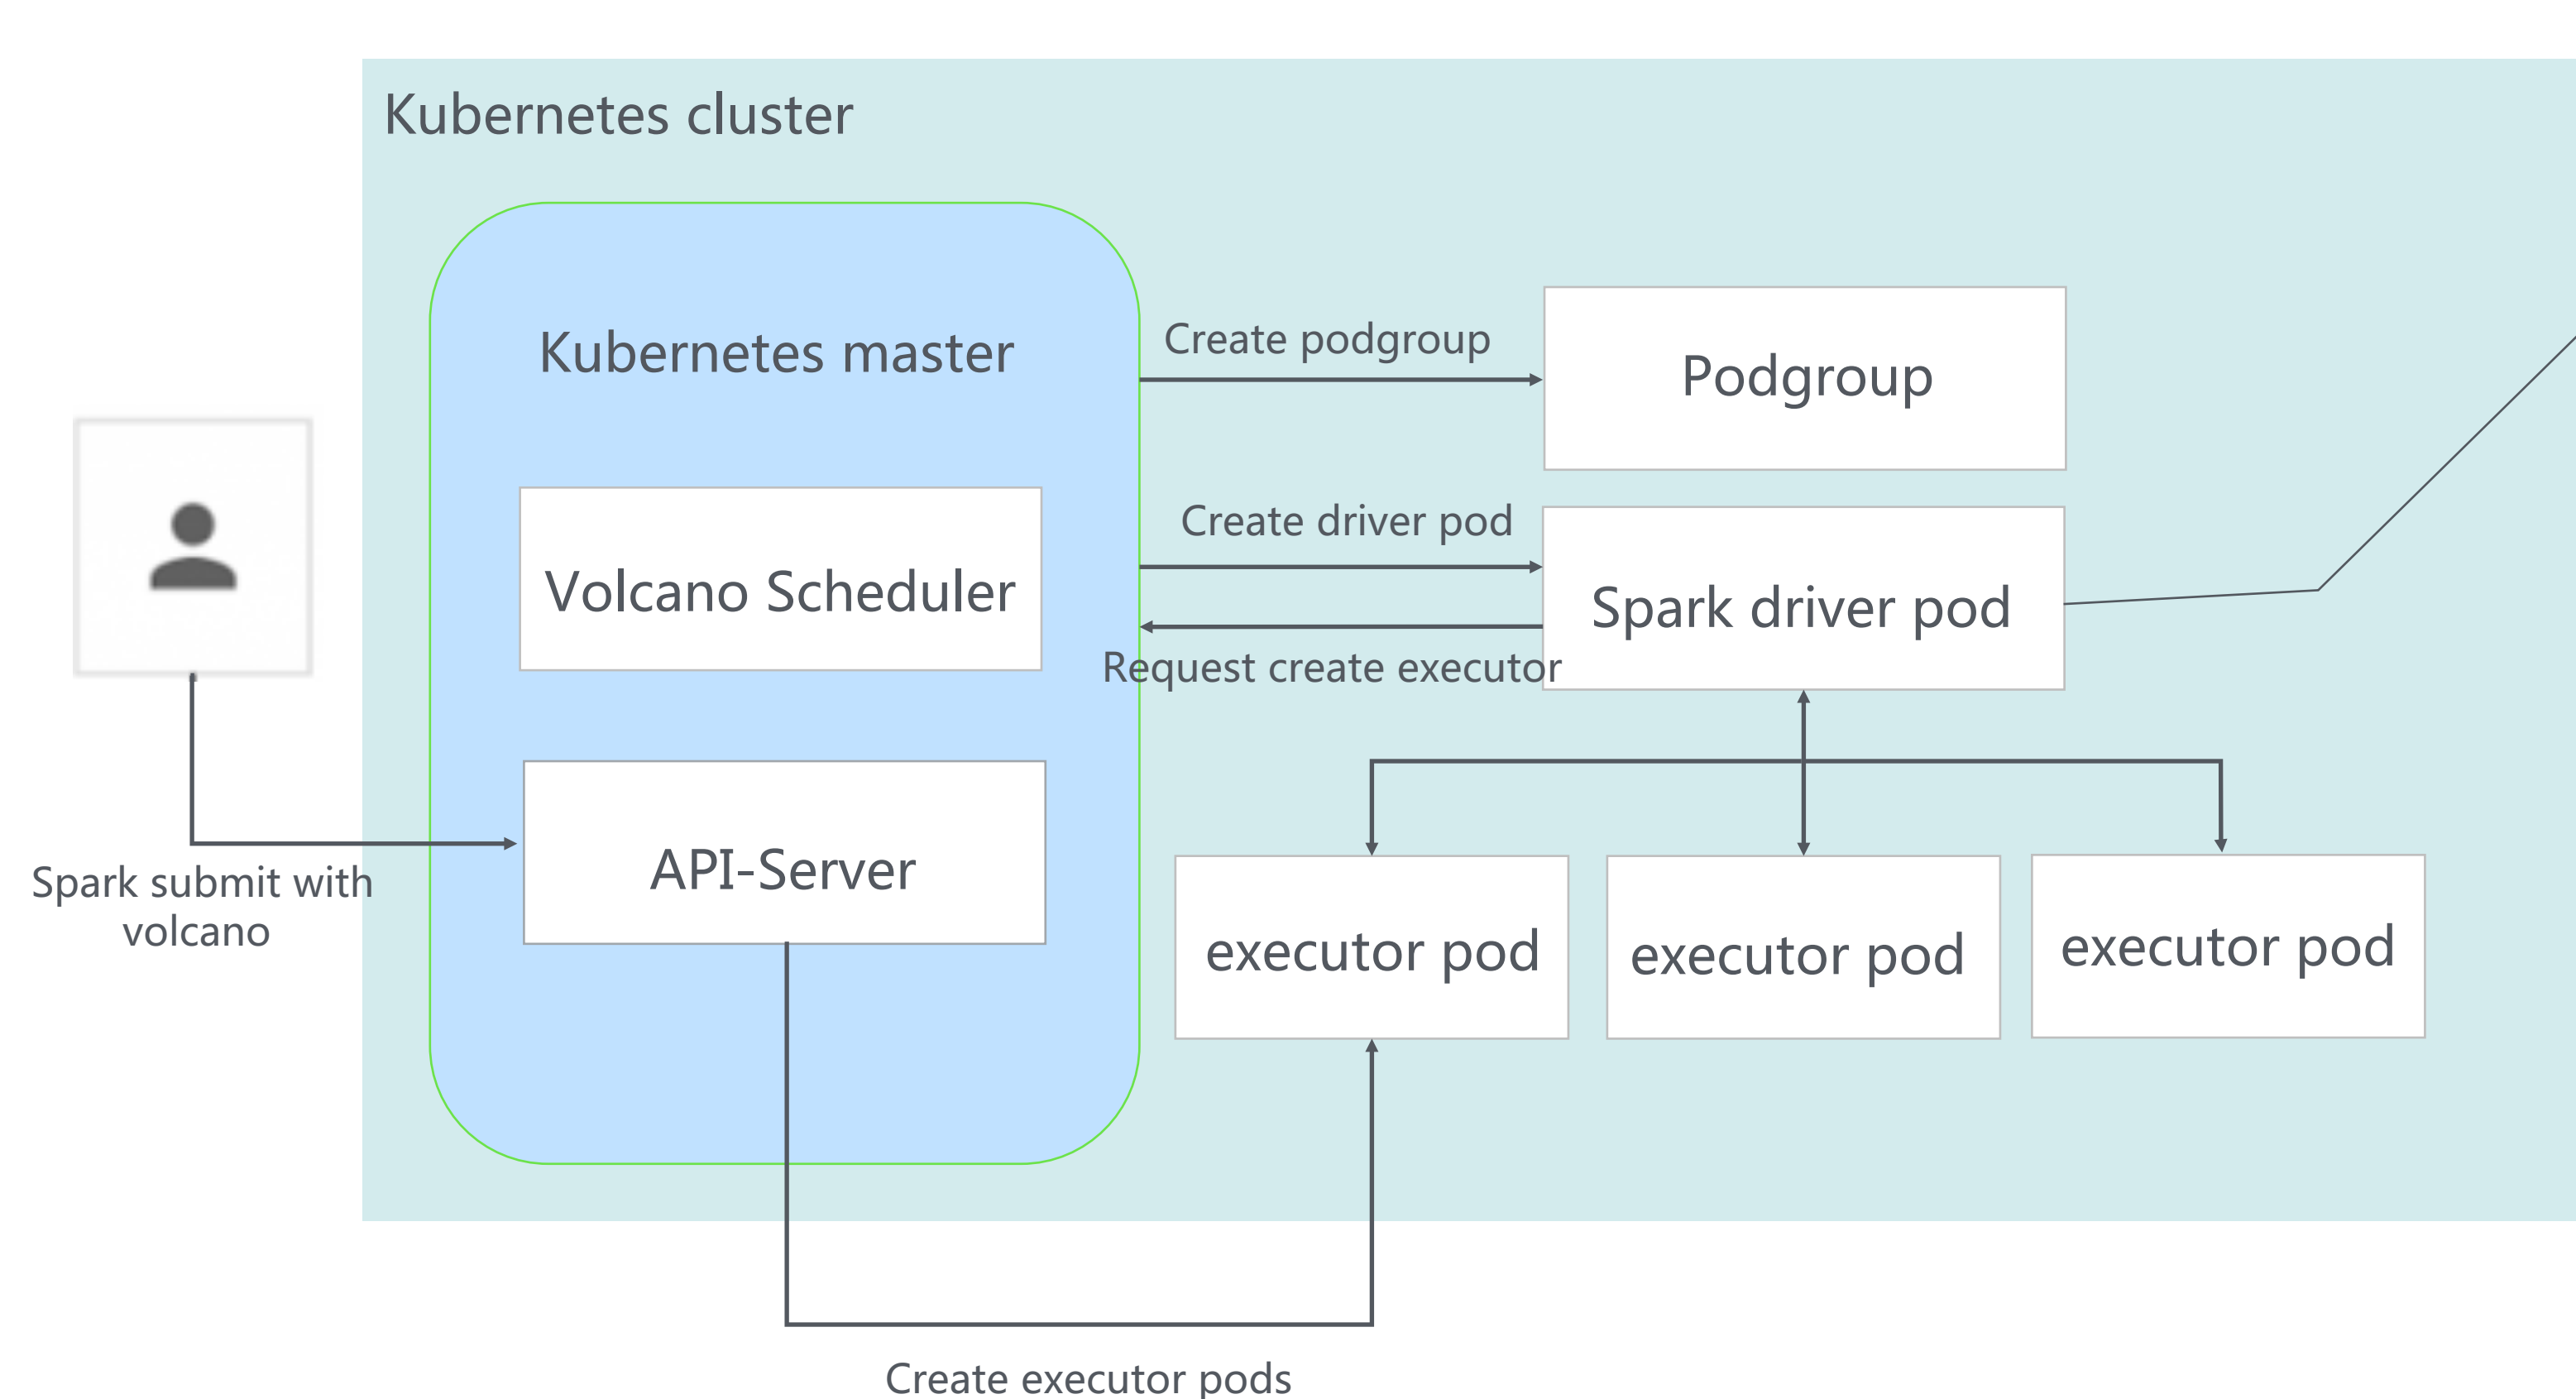 Kubernetes cluster
Kubernetes master
Create podgroup
Podgroup
Create driver pod
Volcano Scheduler
Spark driver pod
Request create executor
API-Server
Spark submit with
volcano
executor pod
executor pod
executor pod
Create executor pods